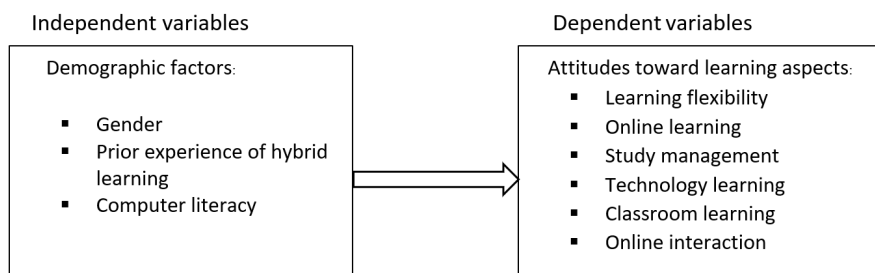 Independent variables
Demographic factors:
▪ Gender
▪ Prior experience of hybrid
learning
▪ Computer literacy
Dependent variables
Attitudes toward learning aspects:
▪ Learning flexibility
▪ Online learning
▪ Study management
▪ Technology learning
▪ Classroom learning
▪ Online interaction